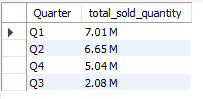 Quarter total_sold_quantity
Q1 7.01 M
Q2 6.65 M
Q4 5.04 M
Q3 2.08 M